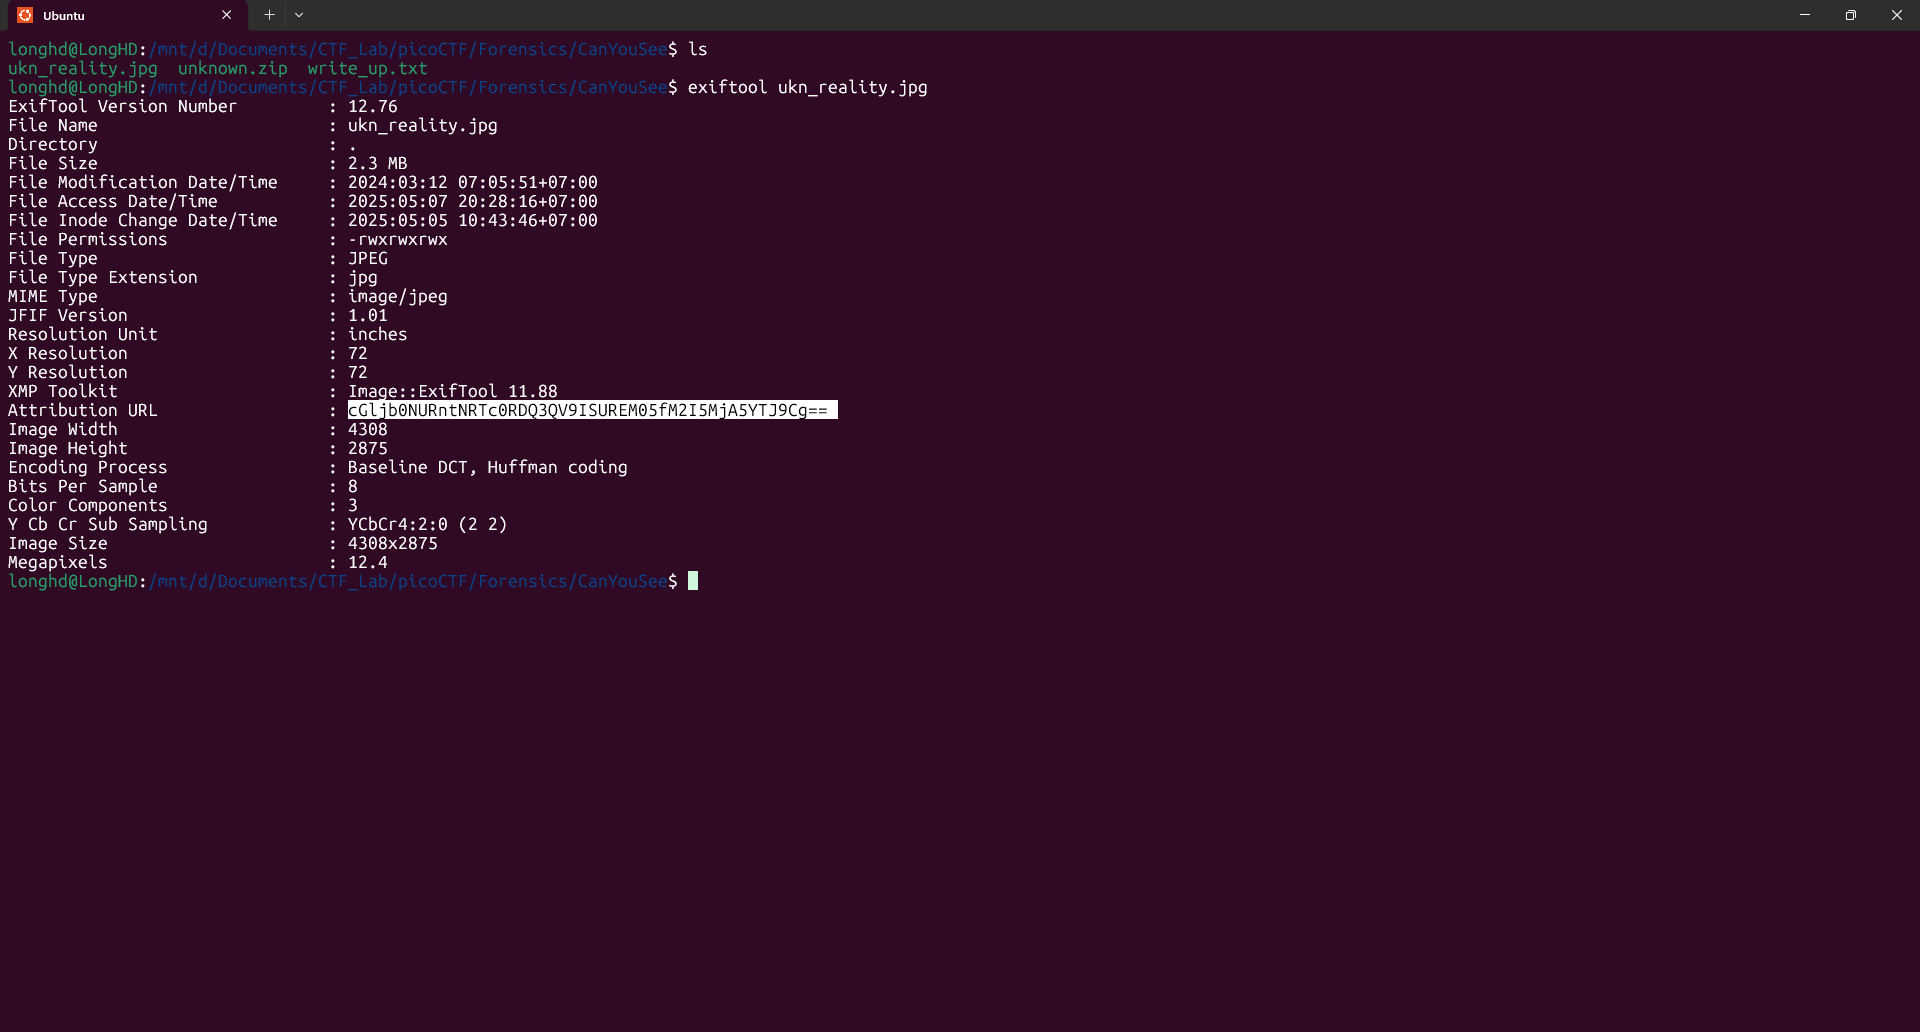 Ubuntu
longhd@LongHD:/mnt/d/Documents/CTF_Lab/picoCTF/Forensics/CanYouSee$ ls
ukn_reality.jpg  unknown.zip  write_up.txt
longhd@LongHD:/mnt/d/Documents/CTF_Lab/picoCTF/Forensics/CanYouSee$ exiftool ukn_reality.jpg
ExifTool Version Number         : 12.76
File Name                       : ukn_reality.jpg
Directory                       : .
File Size                       : 2.3 MB
File Modification Date/Time     : 2024:03:12 07:05:51+07:00
File Access Date/Time           : 2025:05:07 20:28:16+07:00
File Inode Change Date/Time     : 2025:05:05 10:43:46+07:00
File Permissions                : -rwxrwxrwx
File Type                       : JPEG
File Type Extension             : jpg
MIME Type                       : image/jpeg
JFIF Version                    : 1.01
Resolution Unit                 : inches
X Resolution                    : 72
Y Resolution                    : 72
XMP Toolkit                     : Image::ExifTool 11.88
Attribution URL                 : cGljb0NURntNRTc0RDQ3QV9ISUREM05fM2I5MjA5YTJ9Cg==
Image Width                     : 4308
Image Height                    : 2875
Encoding Process                : Baseline DCT, Huffman coding
Bits Per Sample                 : 8
Color Components                : 3
Y Cb Cr Sub Sampling            : YCbCr4:2:0 (2 2)
Image Size                      : 4308x2875
Megapixels                      : 12.4
longhd@LongHD:/mnt/d/Documents/CTF_Lab/picoCTF/Forensics/CanYouSee$